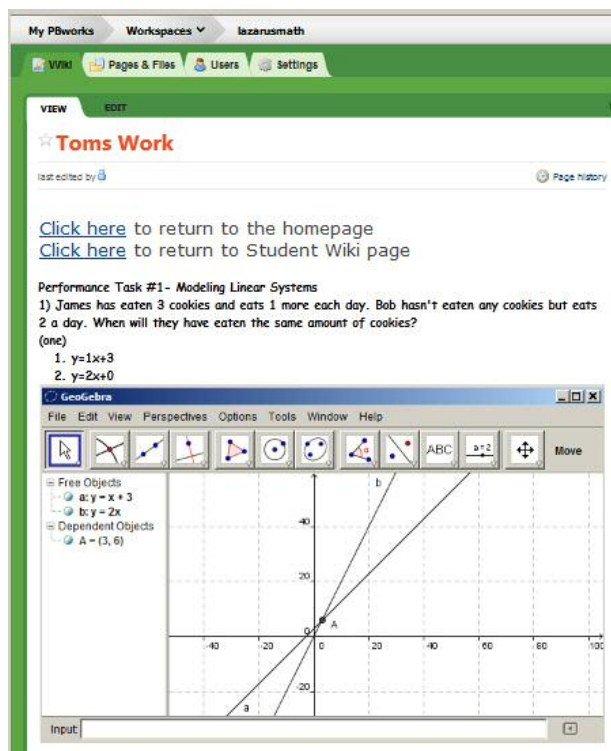 My PBworks Workspaces lazarusmath
Wiki Pages & Files Users Settings
VIEW EDIT
Toms Work
last edited by Page history
Click here to return to the homepage
Click here to return to Student Wiki page
Performance Task #1- Modeling Linear Systems
1) James has eaten 3 cookies and eats 1 more each day. Bob hasn't eaten any cookies but eats
2 a day. When will they have eaten the same amount of cookies?
(one)
1. y=1x+3
2. y=2x+0
GeoGebra
File Edit View Perspectives Options Tools Window Help
ABC a=2 Move
Free Objects
a: y = x + 3
b: y = 2x
Dependent Objects
A = (3, 6)
b
40
20
A
0
-40 -20 0 20 40 60 80 100
-20
a
Input: